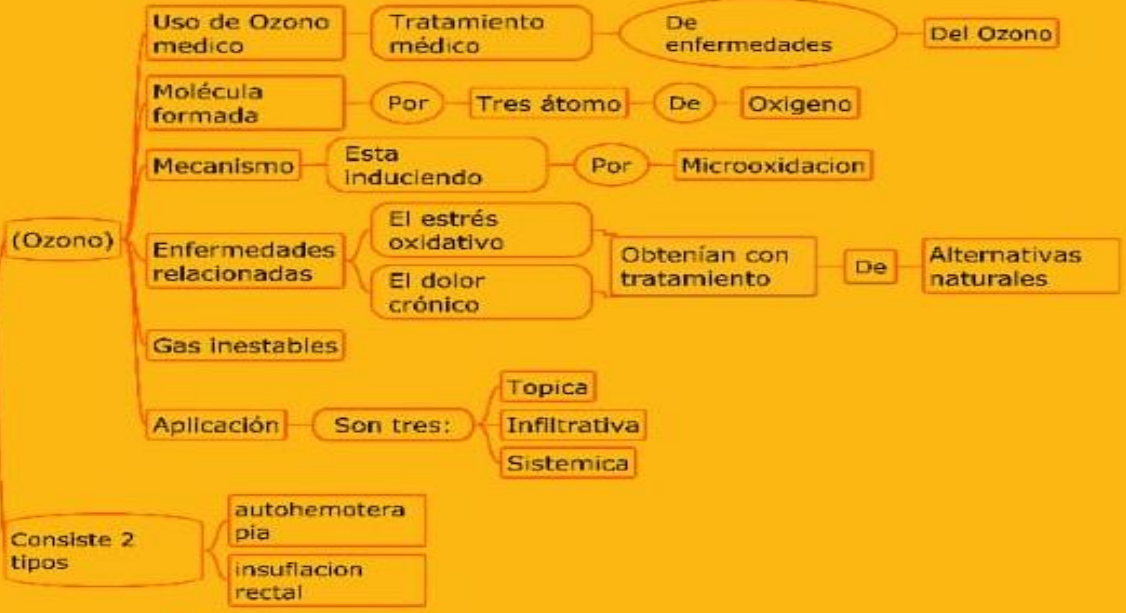 Uso de Ozono
medico
Tratamiento
médico
De
enfermedades
Del Ozono
Molécula
formada
Por
Tres átomo
De
Oxigeno
Mecanismo
Esta
induciendo
Por
Microoxidacion
(Ozono)
Enfermedades
relacionadas
El estrés
oxidativo
El dolor
crónico
Obtenían con
tratamiento
De
Alternativas
naturales
Gas inestables
Aplicación
Son tres:
Topica
Infiltrativa
Sistemica
Consiste 2
tipos
autohemotera
pia
insuflacion
rectal